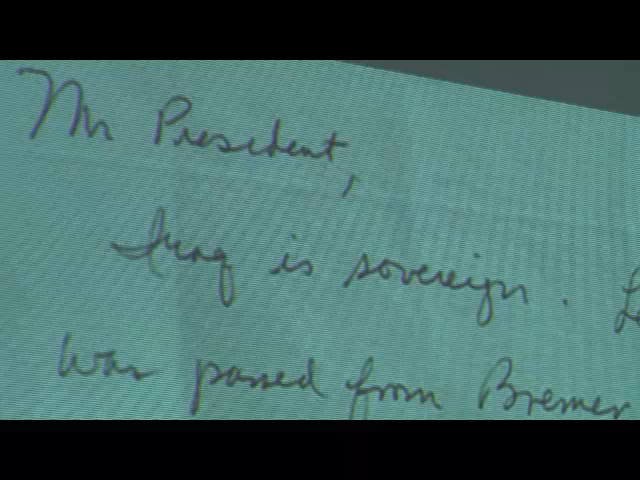 Mr President,
Iraq is sovereign.
was passed from Bremer